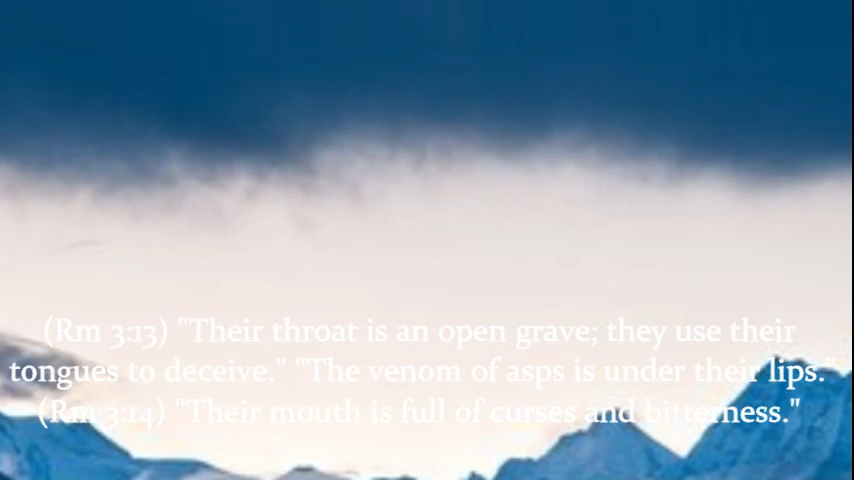 (Rm 3:13) "Their throat is an open grave; they use their
tongues to deceive." "The venom of asps is under their lips."
(Rm 3:14) "Their mouth is full of curses and bitterness."